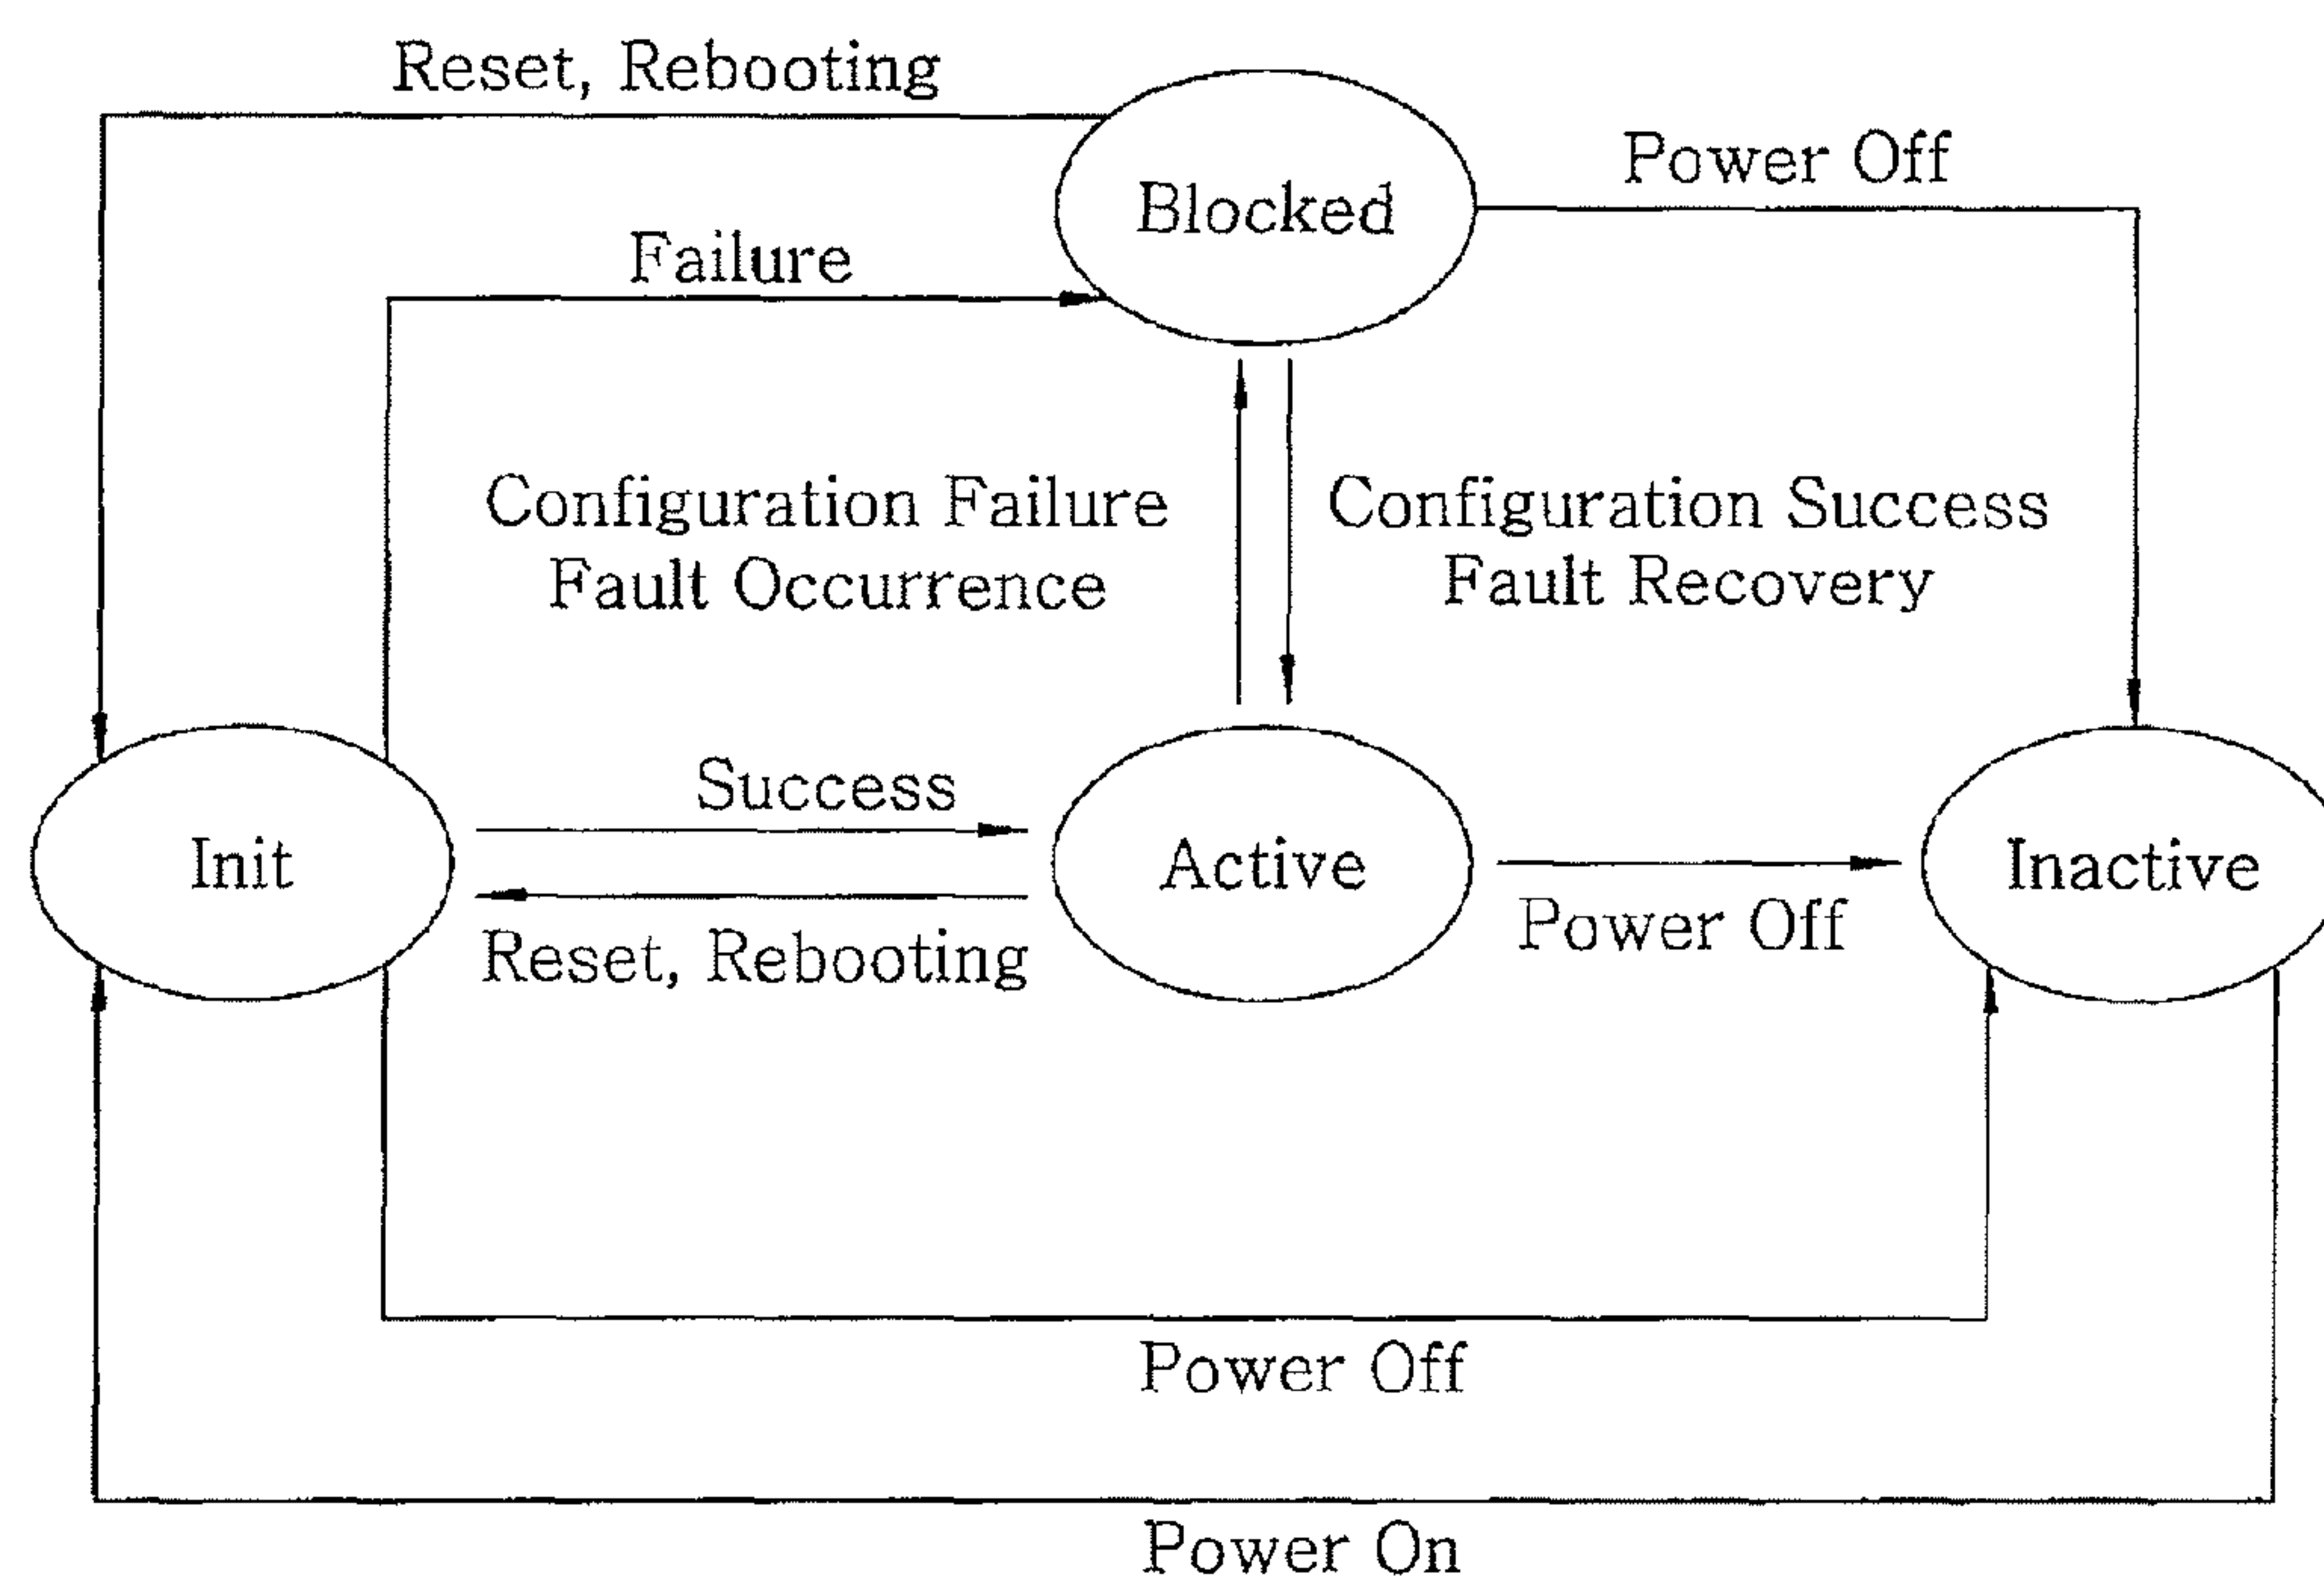 Reset, Rebooting
Blocked
Power Off
Failure
Configuration Failure
Fault Occurrence
Configuration Success
Fault Recovery
Success
Init
Active
Inactive
Reset, Rebooting
Power Off
Power Off
Power On